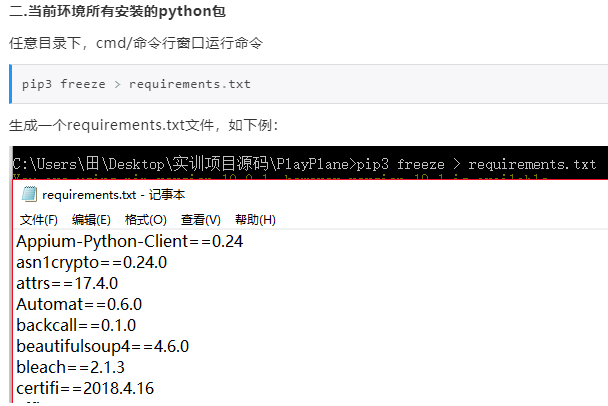 二.当前环境所有安装的python包
任意目录下，cmd/命令行窗口运行命令
pip3 freeze > requirements.txt
生成一个requirements.txt文件，如下例：
C:\Users\田\Desktop\实训项目源码\PlayPlane>pip3 freeze > requirements.txt
requirements.txt - 记事本
文件(F) 编辑(E) 格式(O) 查看(V) 帮助(H)
Appium-Python-Client==0.24
asn1crypto==0.24.0
attrs==17.4.0
Automat==0.6.0
backcall==0.1.0
beautifulsoup4==4.6.0
bleach==2.1.3
certifi==2018.4.16